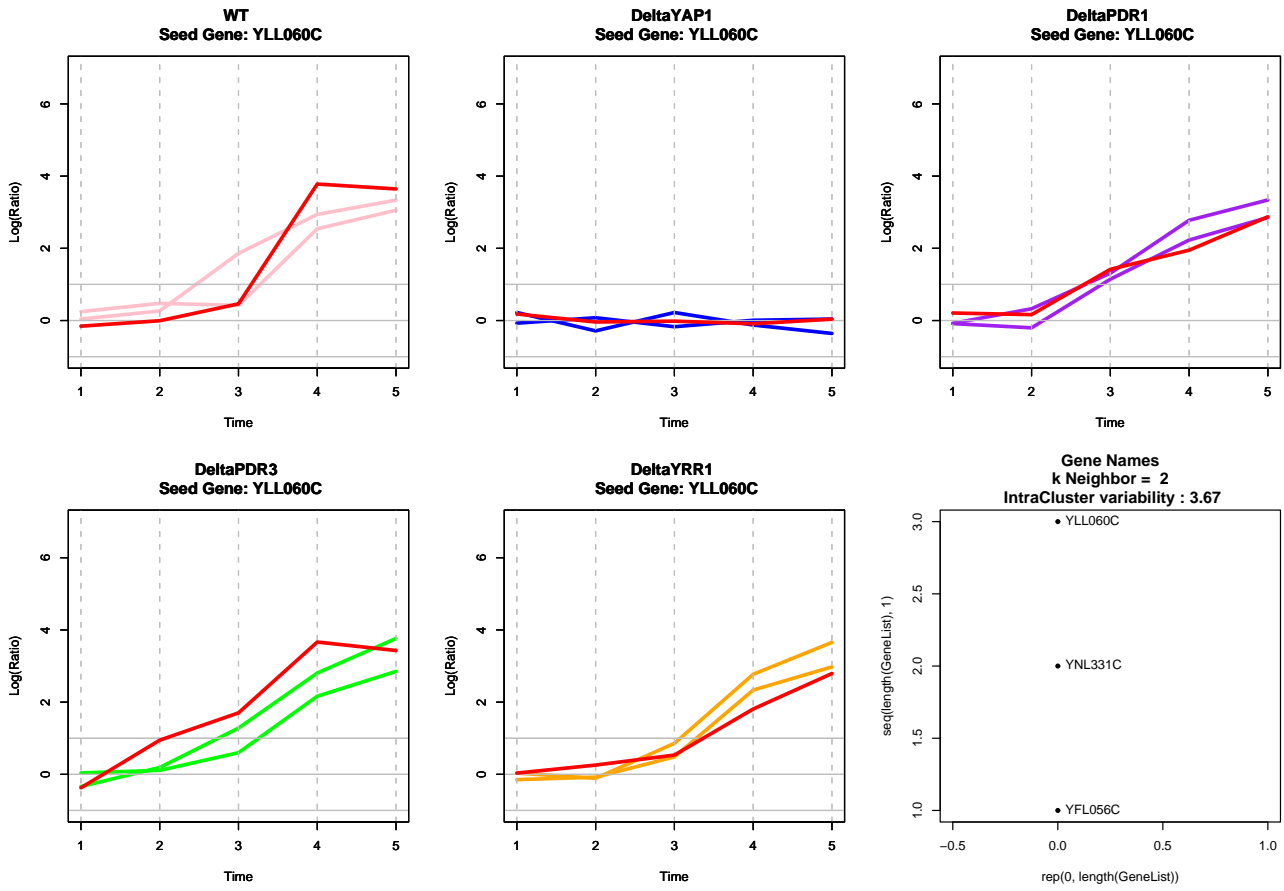 WT
Seed Gene: YLL060C
Log(Ratio)
6
4
2
0
1 2 3 4 5
Time
DeltaYAP1
Seed Gene: YLL060C
Log(Ratio)
6
4
2
0
1 2 3 4 5
Time
DeltaPDR1
Seed Gene: YLL060C
Log(Ratio)
6
4
2
0
1 2 3 4 5
Time
DeltaPDR3
Seed Gene: YLL060C
Log(Ratio)
6
4
2
0
1 2 3 4 5
Time
DeltaYRR1
Seed Gene: YLL060C
Log(Ratio)
6
4
2
0
1 2 3 4 5
Time
Gene Names
k Neighbor = 2
IntraCluster variability : 3.67
seq(length(GeneList), 1)
3.0
2.5
2.0
1.5
1.0
YLL060C
YNL331C
YFL056C
−0.5 0.0 0.5 1.0
rep(0, length(GeneList))